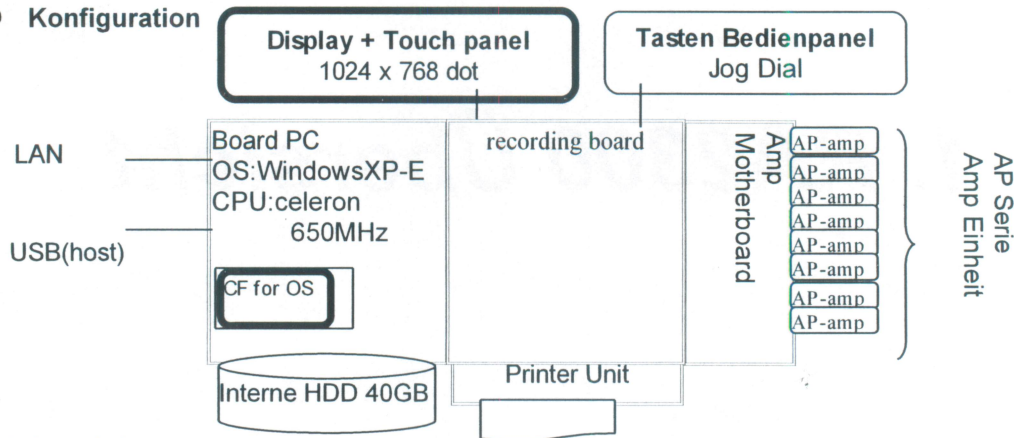 Konfiguration
Display + Touch panel
1024 x 768 dot
Tasten Bedienpanel
Jog Dial
LAN
USB(host)
Board PC
OS:WindowsXP-E
CPU:celeron
650MHz
CF for OS
Interne HDD 40GB
recording board
Printer Unit
Amp
Motherboard
AP-amp
AP-amp
AP-amp
AP-amp
AP-amp
AP-amp
AP-amp
AP-amp
AP Serie
Amp Einheit